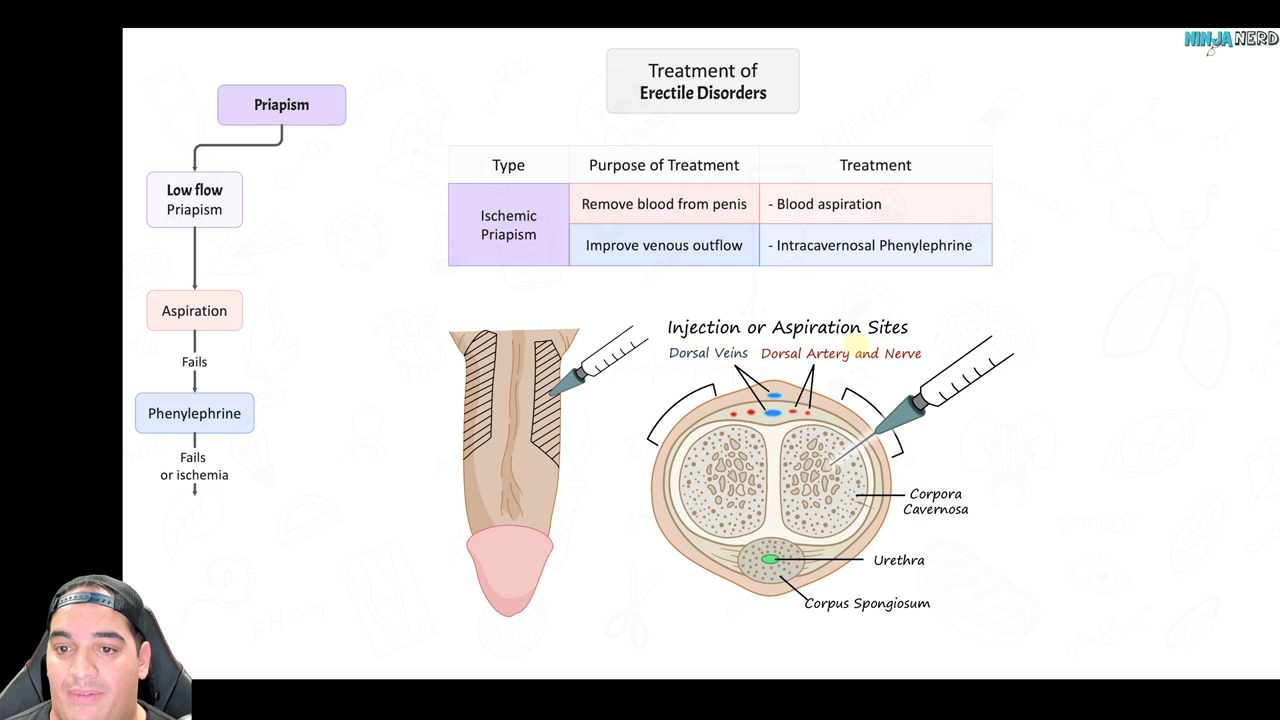 NINJA NERD
Treatment of
Erectile Disorders
Priapism
Low flow
Priapism
Aspiration
Fails
Phenylephrine
Fails
or ischemia
Type
Purpose of Treatment
Treatment
Ischemic
Priapism
Remove blood from penis
- Blood aspiration
Improve venous outflow
- Intracavernosal Phenylephrine
Injection or Aspiration Sites
Dorsal Veins
Dorsal Artery and Nerve
Corpora
Cavernosa
Urethra
Corpus Spongiosum